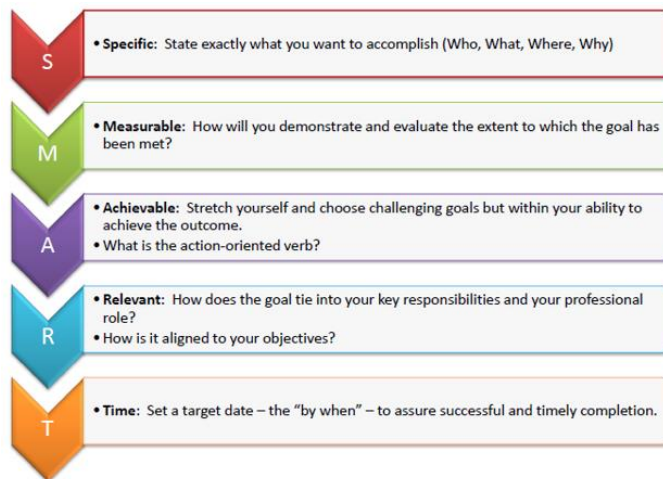 S
• Specific: State exactly what you want to accomplish (Who, What, Where, Why)
M
• Measurable: How will you demonstrate and evaluate the extent to which the goal has
been met?
A
• Achievable: Stretch yourself and choose challenging goals but within your ability to
achieve the outcome.
• What is the action-oriented verb?
R
• Relevant: How does the goal tie into your key responsibilities and your professional
role?
• How is it aligned to your objectives?
T
• Time: Set a target date – the “by when” – to assure successful and timely completion.